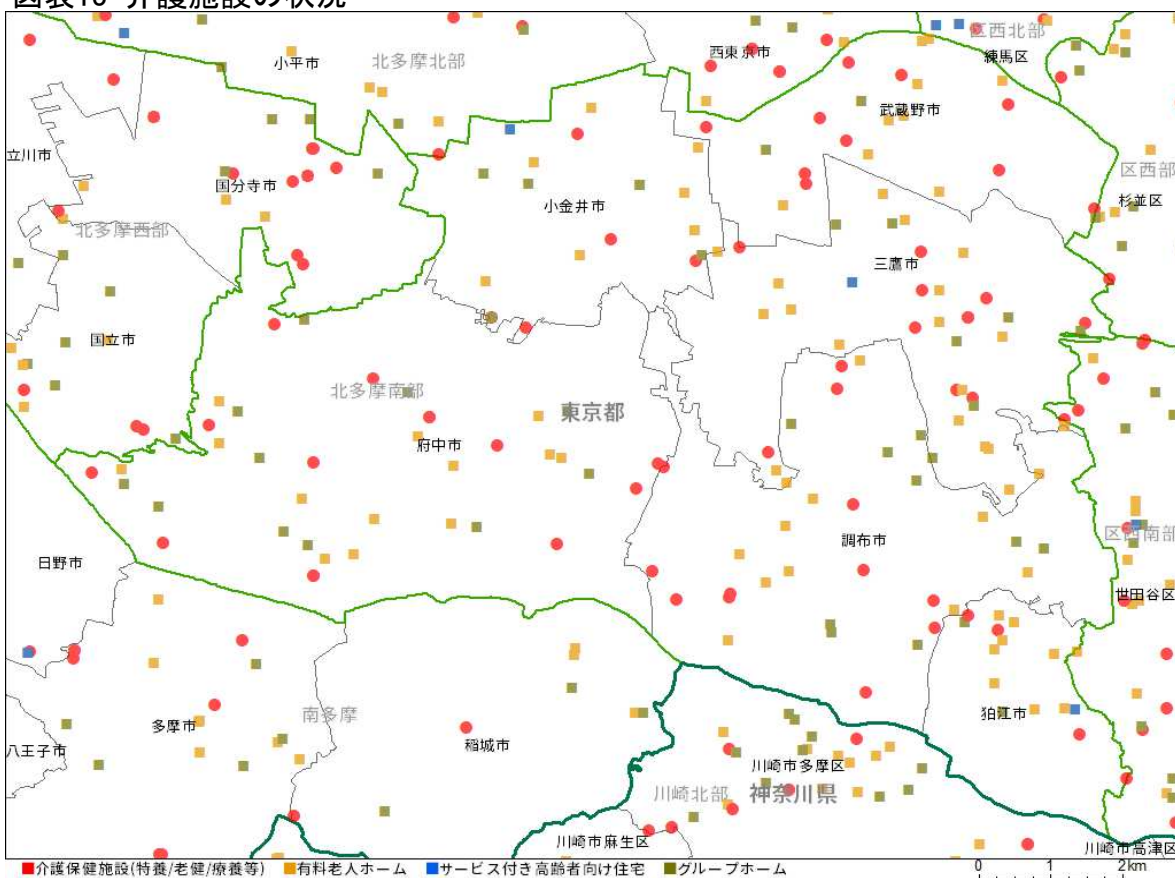 図表16 介護施設の状況
区西北部
西東京市
練馬区
小平市
北多摩北部
武蔵野市
立川市
区西部
国分寺市
杉並区
小金井市
北多摩西部
三鷹市
国立市
北多摩南部
東京都
府中市
区西南部
調布市
日野市
世田谷区
狛江市
南多摩
多摩市
稲城市
八王子市
川崎市多摩区
川崎北部
神奈川県
川崎市麻生区
川崎市高津区
介護保健施設(特養/老健/療養等) 有料老人ホーム サービス付き高齢者向け住宅 グループホーム
0 1 2km